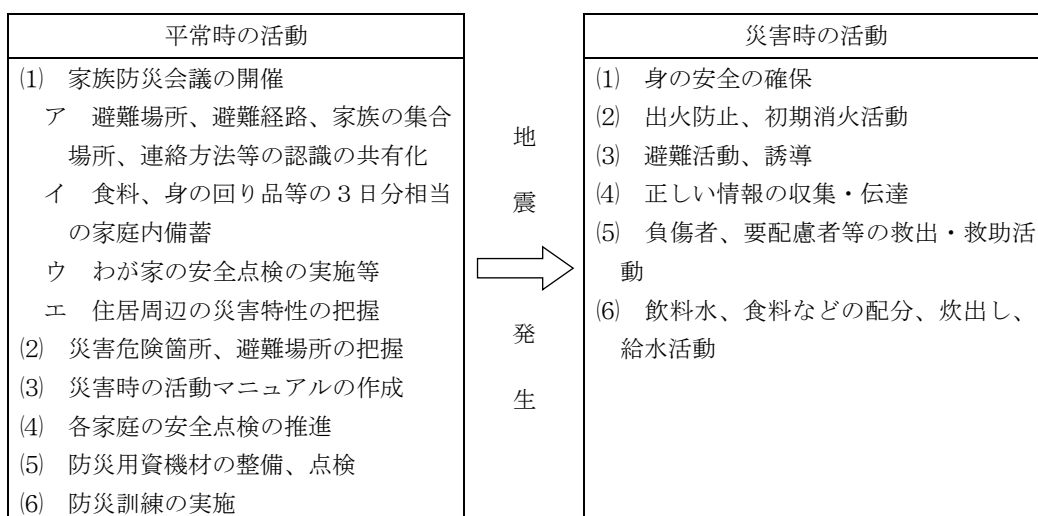 平常時の活動
⑴ 家族防災会議の開催
ア 避難場所、避難経路、家族の集合
場所、連絡方法等の認識の共有化
イ 食料、身の回り品等の3日分相当
の家庭内備蓄
ウ わが家の安全点検の実施等
エ 住居周辺の災害特性の把握
⑵ 災害危険箇所、避難場所の把握
⑶ 災害時の活動マニュアルの作成
⑷ 各家庭の安全点検の推進
⑸ 防災用資機材の整備、点検
⑹ 防災訓練の実施
地
震
発
生
災害時の活動
⑴ 身の安全の確保
⑵ 出火防止、初期消火活動
⑶ 避難活動、誘導
⑷ 正しい情報の収集・伝達
⑸ 負傷者、要配慮者等の救出・救助活
動
⑹ 飲料水、食料などの配分、炊出し、
給水活動